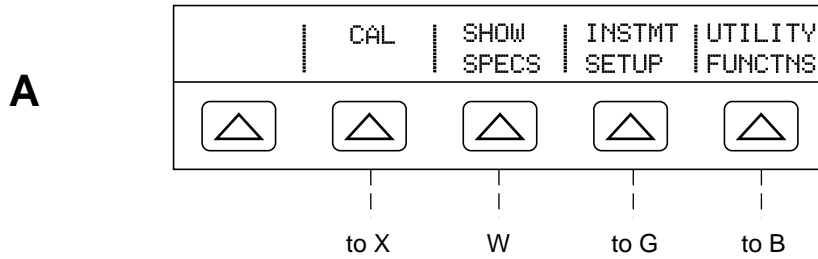 CAL SHOW INSTMT UTILITY
SPECS SETUP FUNCTNS
A
to X W to G to B